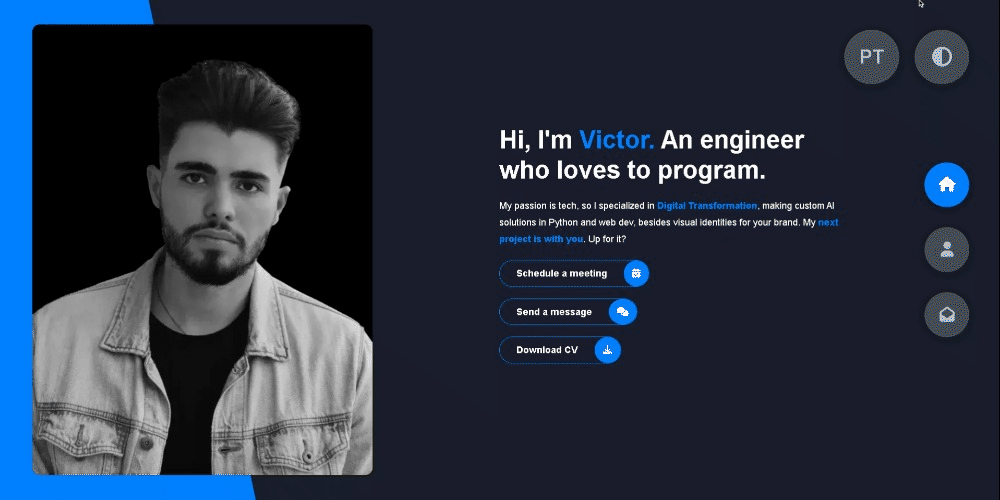 PT
Hi, I'm Victor. An engineer
who loves to program.
My passion is tech, so I specialized in Digital Transformation, making custom AI
solutions in Python and web dev, besides visual identities for your brand. My next
project is with you. Up for it?
Schedule a meeting
Send a message
Download CV